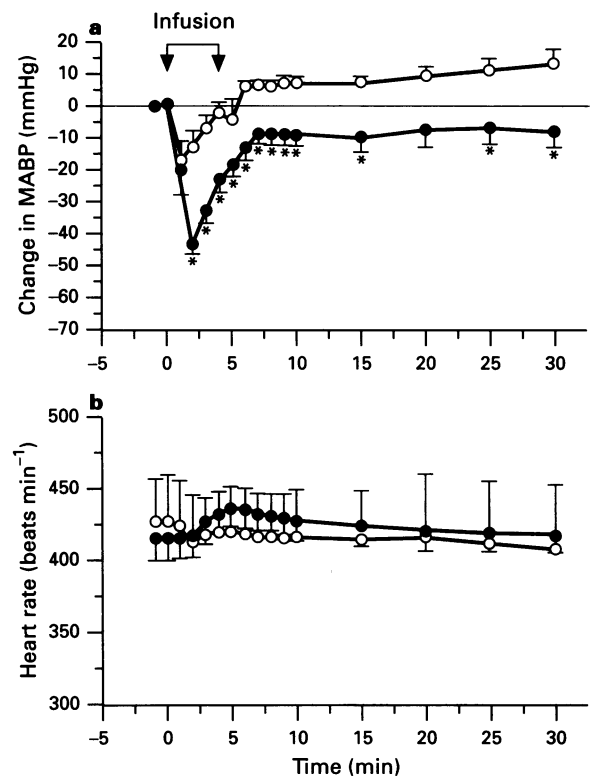 Infusion
a
20
10
0
−10
−20
−30
−40
−50
−60
−70
Change in MABP (mmHg)
* * * * * * * * * * * *
−5 0 5 10 15 20 25 30
b
500
450
400
350
300
Heart rate (beats min−1)
−5 0 5 10 15 20 25 30
Time (min)